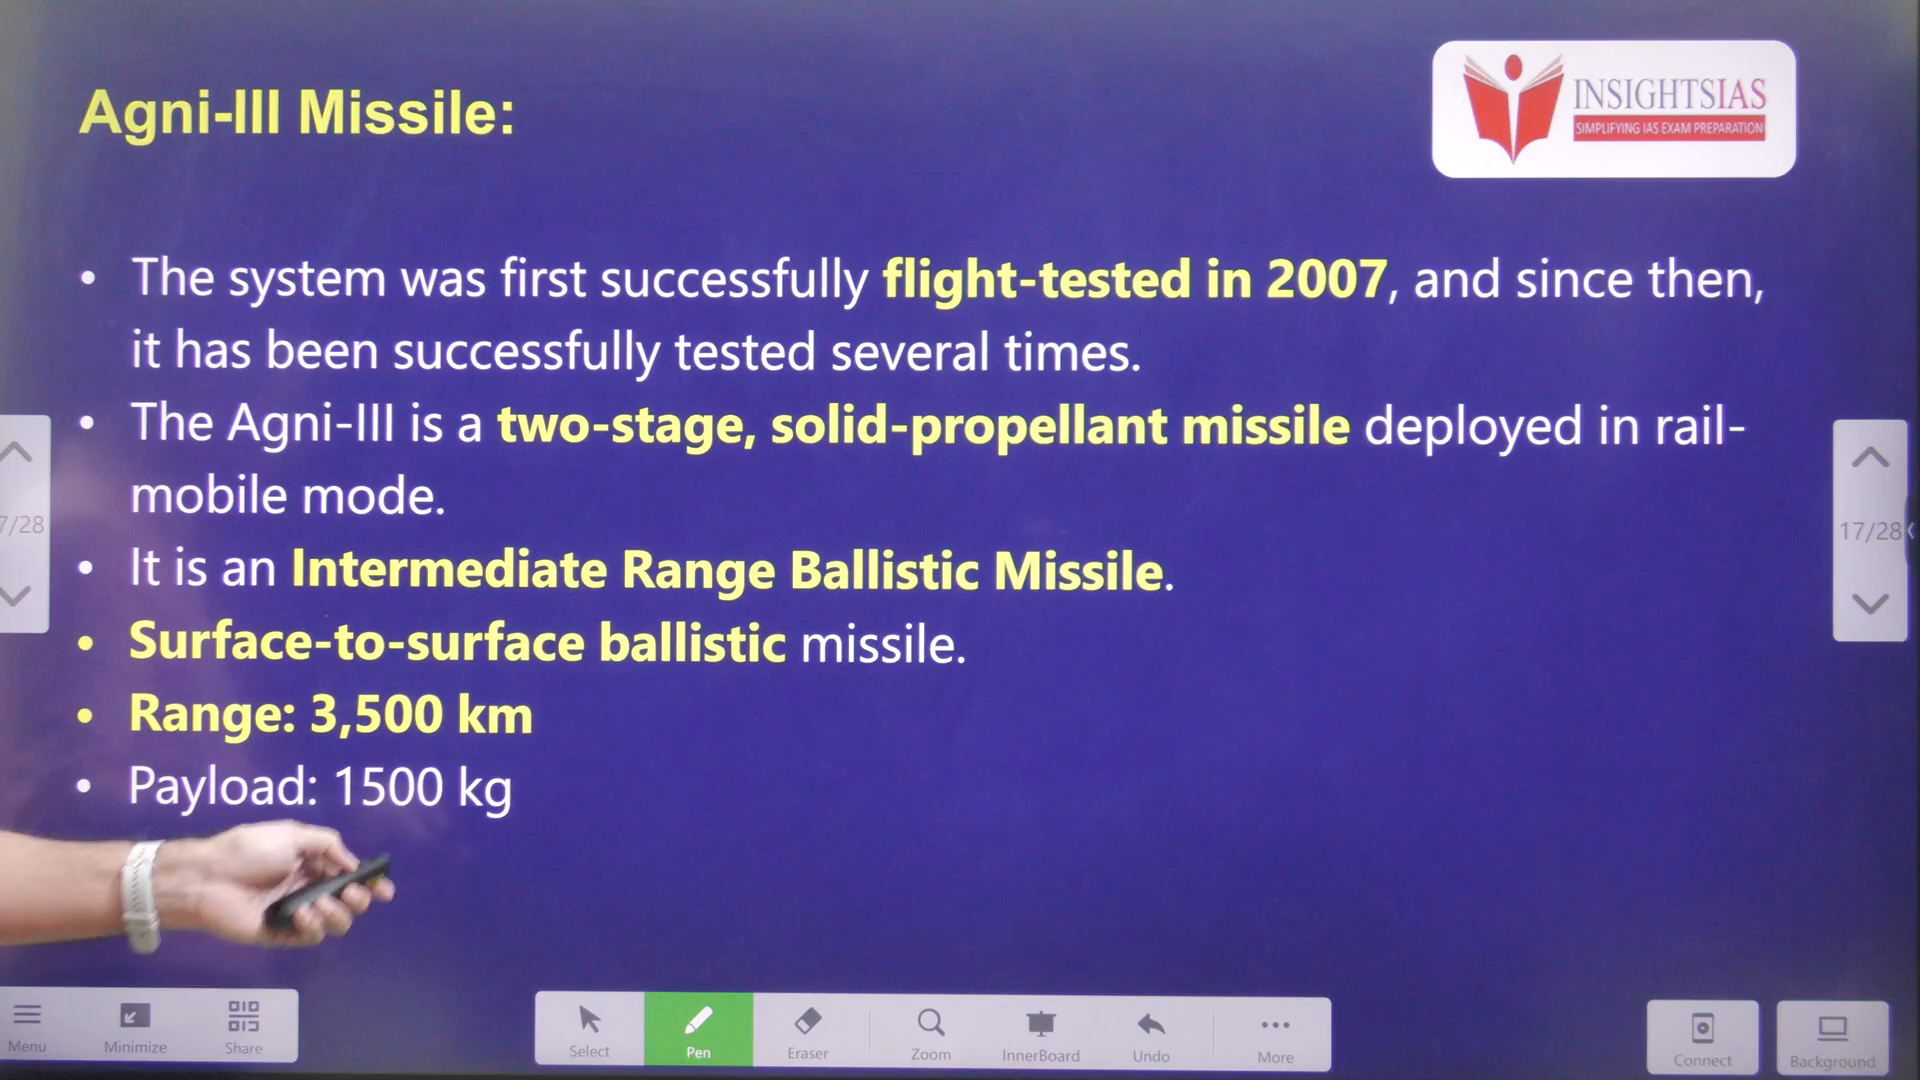 Agni-III Missile:
INSIGHTSIAS
SIMPLIFYING IAS EXAM PREPARATION
• The system was first successfully flight-tested in 2007, and since then,
it has been successfully tested several times.
• The Agni-III is a two-stage, solid-propellant missile deployed in rail-
mobile mode.
• It is an Intermediate Range Ballistic Missile.
• Surface-to-surface ballistic missile.
• Range: 3,500 km
• Payload: 1500 kg
7/28
17/28
Menu
Minimize
Share
Select
Pen
Eraser
Zoom
InnerBoard
Undo
More
Connect
Background